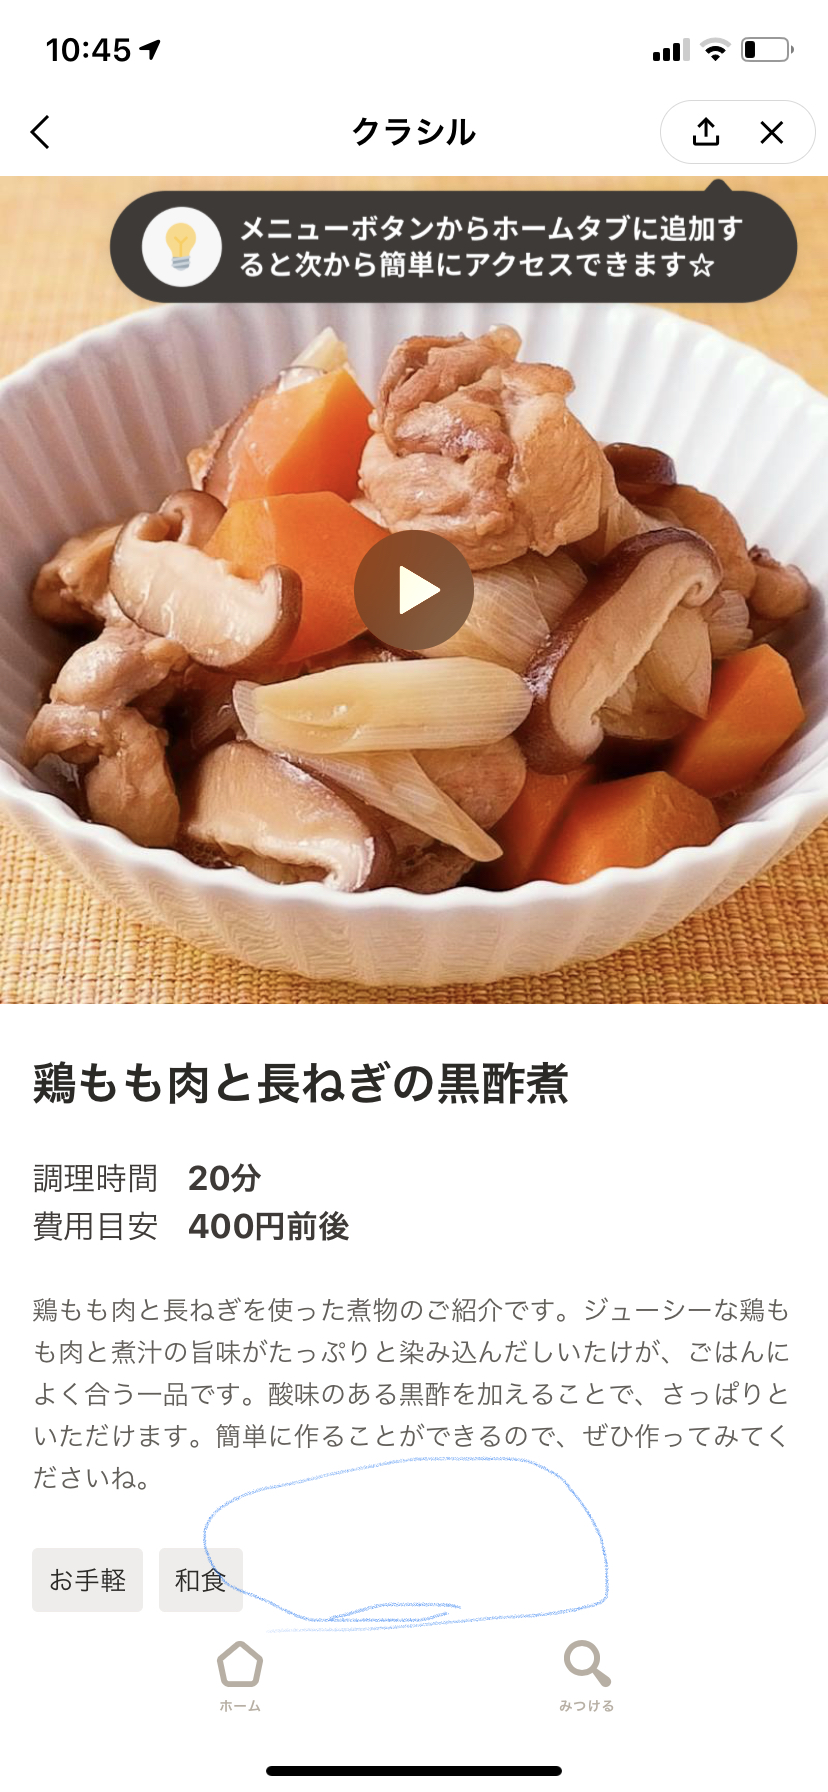 10:45
クラシル
メニューボタンからホームタブに追加す
ると次から簡単にアクセスできます☆
鶏もも肉と長ねぎの黒酢煮
調理時間 20分
費用目安 400円前後
鶏もも肉と長ねぎを使った煮物のご紹介です。ジューシーな鶏も
も肉と煮汁の旨味がたっぷりと染み込んだしいたけが、ごはんに
よく合う一品です。酸味のある黒酢を加えることで、さっぱりと
いただけます。簡単に作ることができるので、ぜひ作ってみてく
ださいね。
お手軽 和食
ホーム みつける